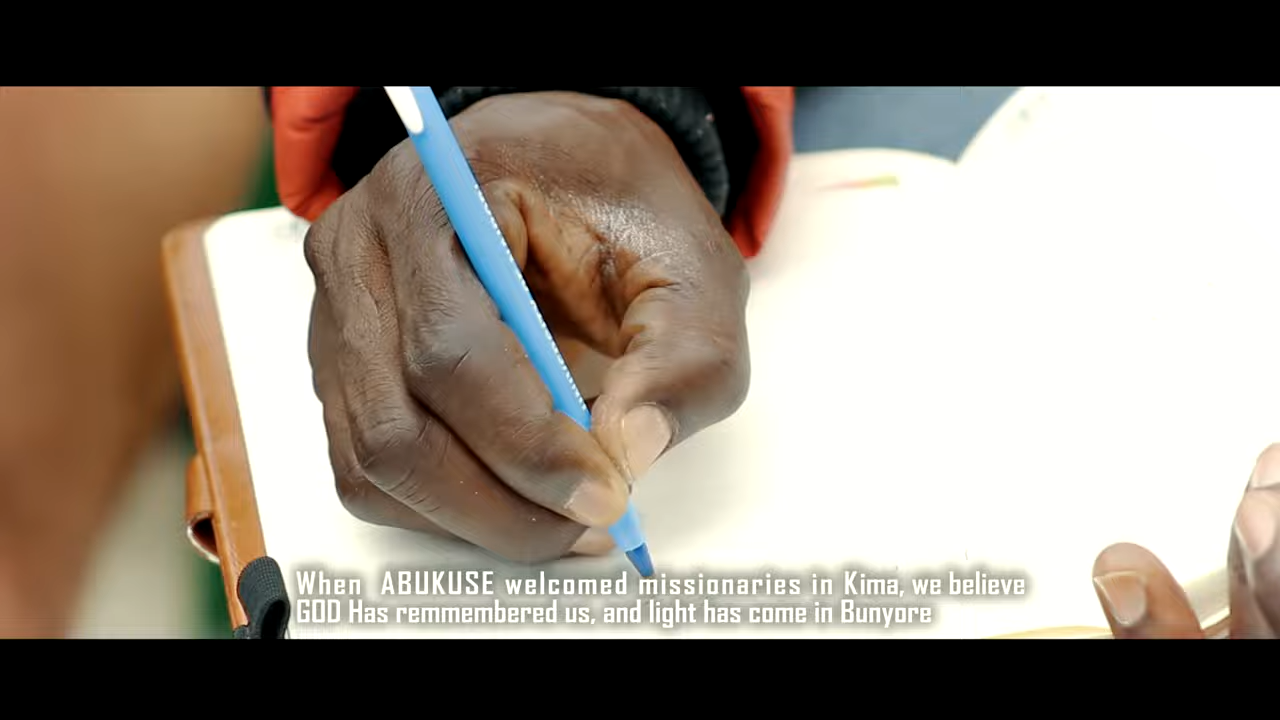 When ABUKUSE welcomed missionaries in Kima, we believe
GOD Has remmembered us, and light has come in Bunyore